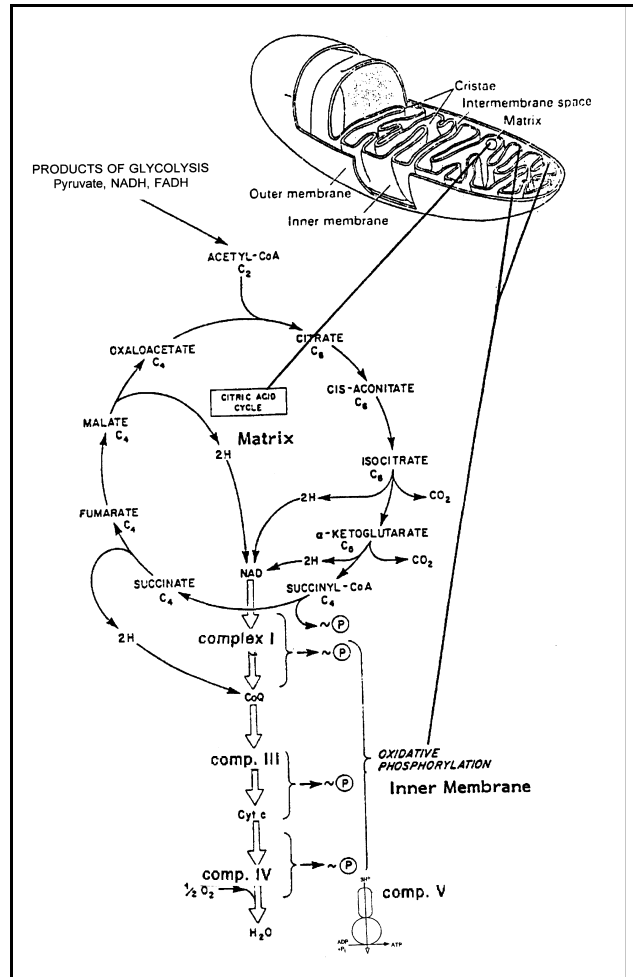 Cristae
Intermembrane space
Matrix
Outer membrane
Inner membrane
PRODUCTS OF GLYCOLYSIS
Pyruvate, NADH, FADH
ACETYL-CoA
C2
CITRATE
C6
OXALOACETATE
C4
CIS-ACONITATE
C6
CITRIC ACID
CYCLE
Matrix
MALATE
C4
2H
ISOCITRATE
C6
2H
CO2
FUMARATE
C4
α-KETOGLUTARATE
C5
2H
CO2
NAD
SUCCINATE
C4
SUCCINYL-CoA
C4
~ P
2H
complex I
~ P
CoQ
comp. III
~ P
OXIDATIVE
PHOSPHORYLATION
Inner Membrane
Cyt c
comp. IV
~ P
½ O2
H2O
3H+
comp. V
ADP
+Pi
ATP